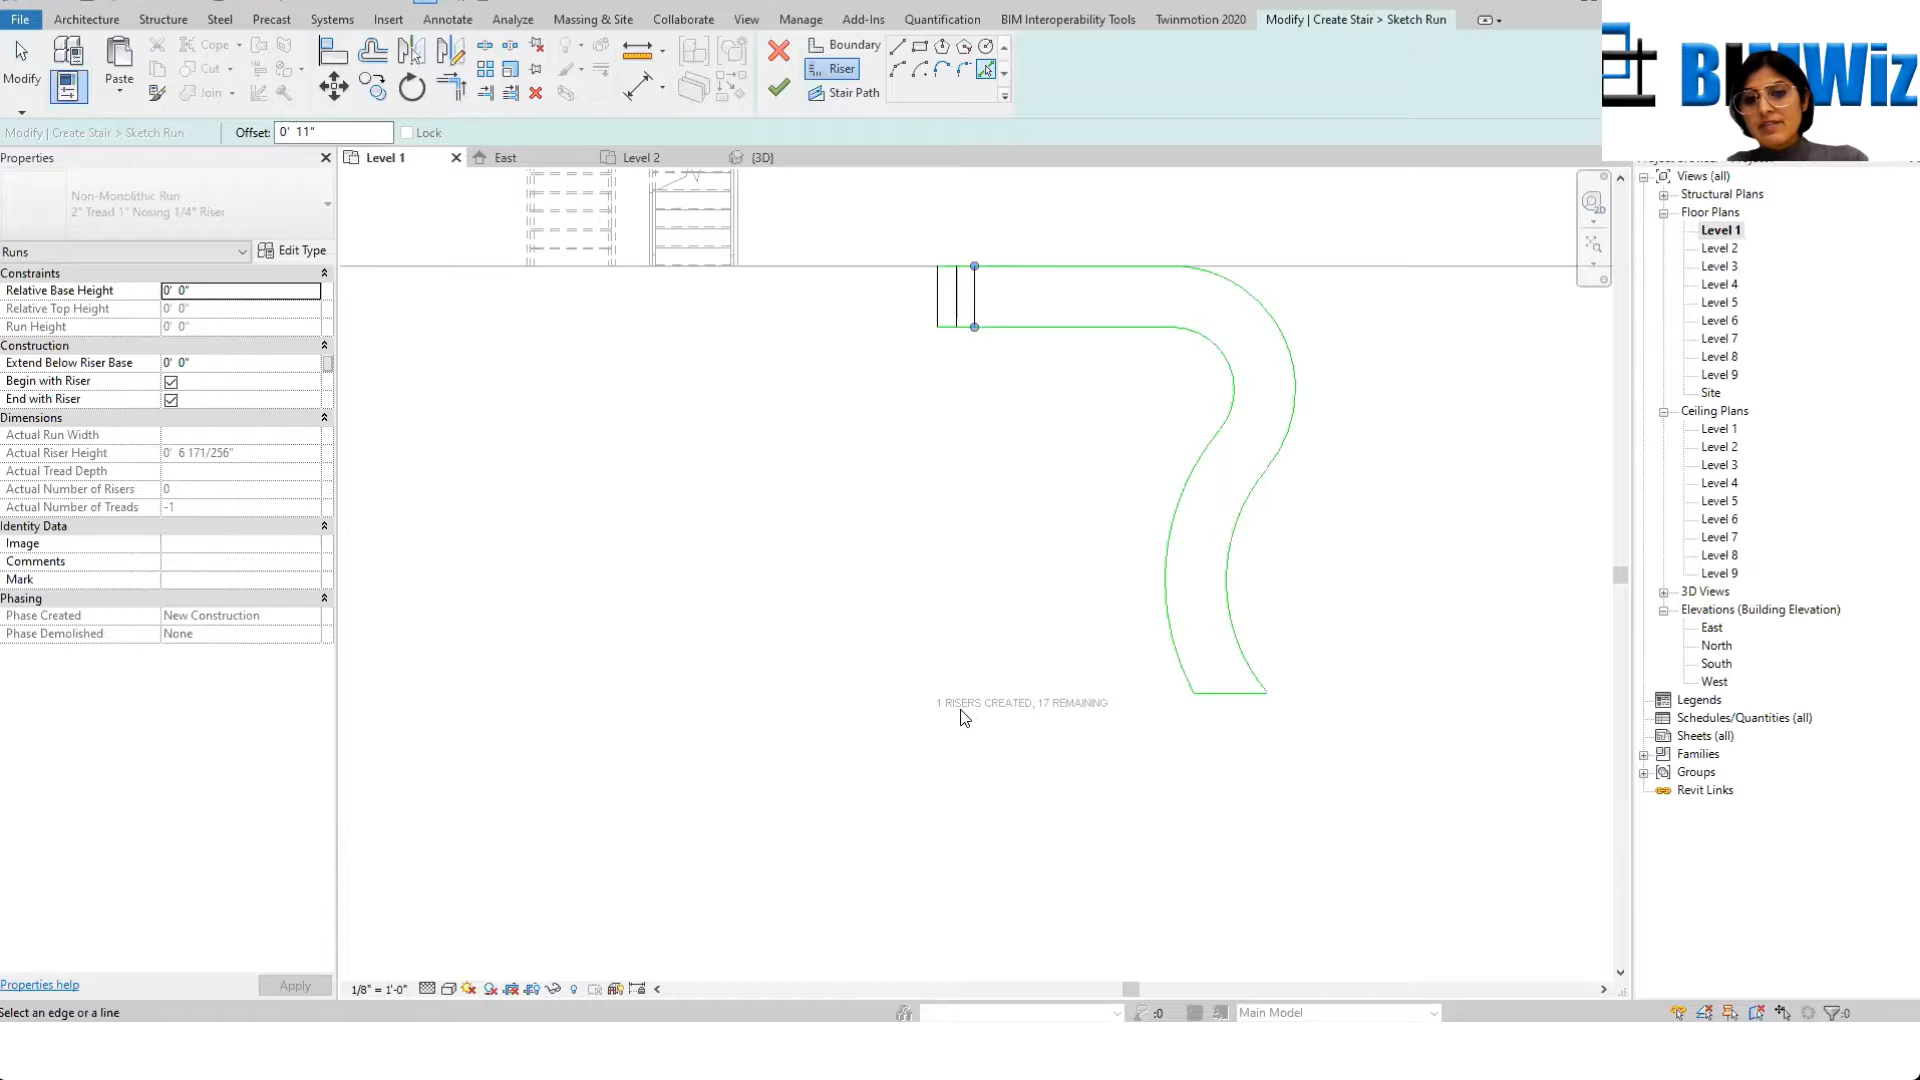 File Architecture Structure Steel Precast Systems Insert Annotate Analyze Massing & Site Collaborate View Manage Add-Ins Quantification BIM Interoperability Tools Twinmotion 2020 Modify | Create Stair > Sketch Run
Cope Boundary
Modify Paste Cut Riser
Join Stair Path
Modify | Create Stair > Sketch Run Offset: 0' 11" Lock
Properties Level 1 East Level 2 {3D}
Views (all)
Non-Monolithic Run
2" Tread 1" Nosing 1/4" Riser
2D
Structural Plans
Floor Plans
Level 1
Level 2
Level 3
Level 4
Level 5
Level 6
Level 7
Level 8
Level 9
Site
Ceiling Plans
Level 1
Level 2
Level 3
Level 4
Level 5
Level 6
Level 7
Level 8
Level 9
3D Views
Elevations (Building Elevation)
East
North
South
West
Legends
Schedules/Quantities (all)
Sheets (all)
Families
Groups
Revit Links
Runs Edit Type
Constraints
Relative Base Height 0' 0"
Relative Top Height 0' 0"
Run Height 0' 0"
Construction
Extend Below Riser Base 0' 0"
Begin with Riser
End with Riser
Dimensions
Actual Run Width
Actual Riser Height 0' 6 171/256"
Actual Tread Depth
Actual Number of Risers 0
Actual Number of Treads -1
Identity Data
Image
Comments
Mark
Phasing
Phase Created New Construction
Phase Demolished None
1 RISERS CREATED, 17 REMAINING
Properties help Apply
1/8" = 1'-0"
Select an edge or a line :0 Main Model :0